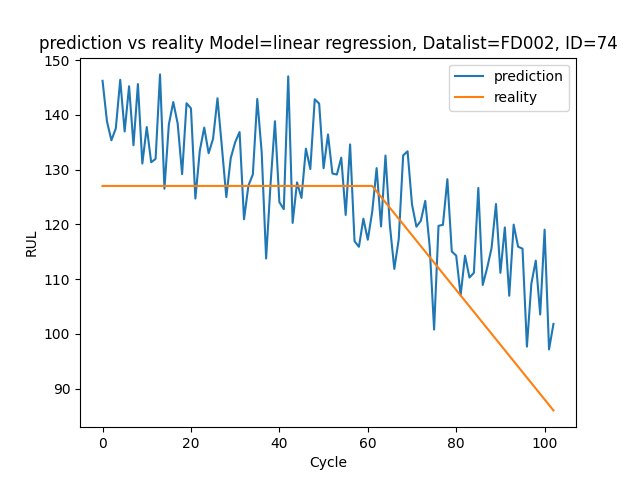 prediction vs reality Model=linear regression, Datalist=FD002, ID=74
prediction
reality
RUL
150
140
130
120
110
100
90
0 20 40 60 80 100
Cycle